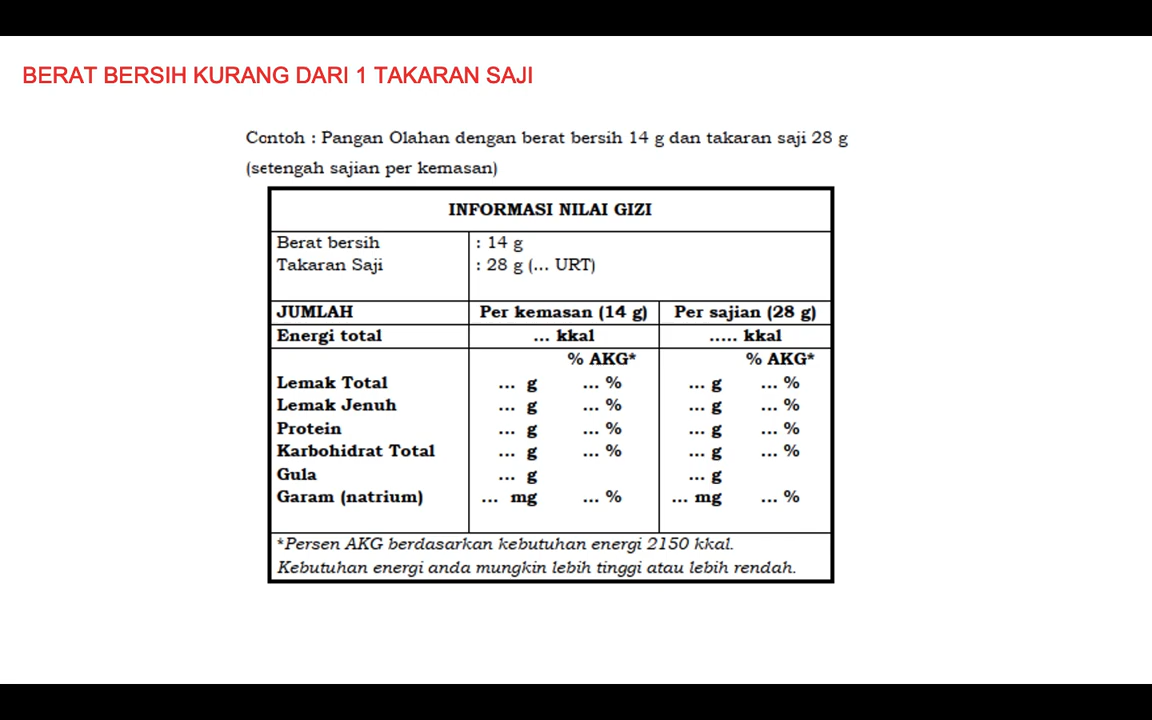 BERAT BERSIH KURANG DARI 1 TAKARAN SAJI
Contoh : Pangan Olahan dengan berat bersih 14 g dan takaran saji 28 g
(setengah sajian per kemasan)
INFORMASI NILAI GIZI
Berat bersih : 14 g
Takaran Saji : 28 g (... URT)
JUMLAH Per kemasan (14 g) Per sajian (28 g)
Energi total ... kkal ..... kkal
% AKG* % AKG*
Lemak Total ... g ... % ... g ... %
Lemak Jenuh ... g ... % ... g ... %
Protein ... g ... % ... g ... %
Karbohidrat Total ... g ... % ... g ... %
Gula ... g ... g
Garam (natrium) ... mg ... % ... mg ... %
*Persen AKG berdasarkan kebutuhan energi 2150 kkal.
Kebutuhan energi anda mungkin lebih tinggi atau lebih rendah.